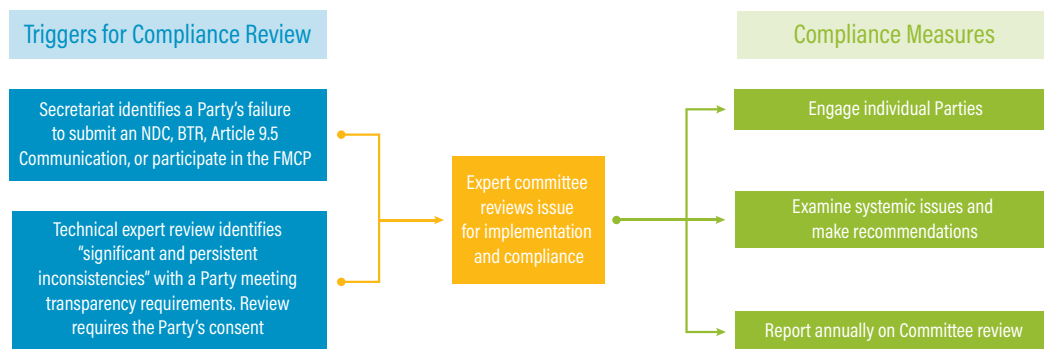 Triggers for Compliance Review
Secretariat identifies a Party's failure
to submit an NDC, BTR, Article 9.5
Communication, or participate in the FMCP
Technical expert review identifies
"significant and persistent
inconsistencies" with a Party meeting
transparency requirements. Review
requires the Party's consent
Expert committee
reviews issue
for implementation
and compliance
Compliance Measures
Engage individual Parties
Examine systemic issues and
make recommendations
Report annually on Committee review